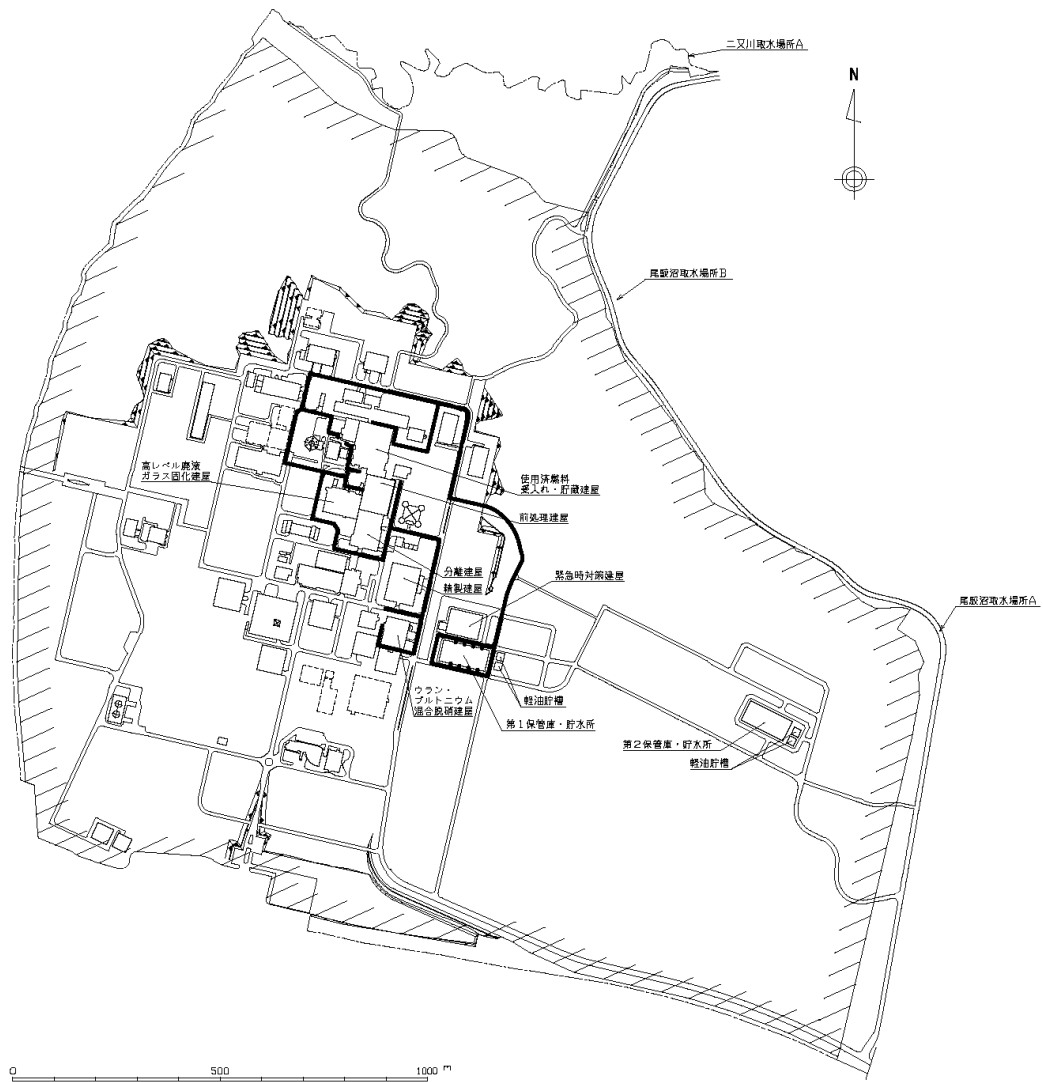 二又川取水場所A
N
尾駮沼取水場所B
高レベル廃液
ガラス固化建屋
使用済燃料
受入れ・貯蔵建屋
前処理建屋
分離建屋
精製建屋
緊急時対策建屋
尾駮沼取水場所A
ウラン・
プルトニウム
混合脱硝建屋
軽油貯槽
第1保管庫・貯水所
第2保管庫・貯水所
軽油貯槽
0 500 1000 m